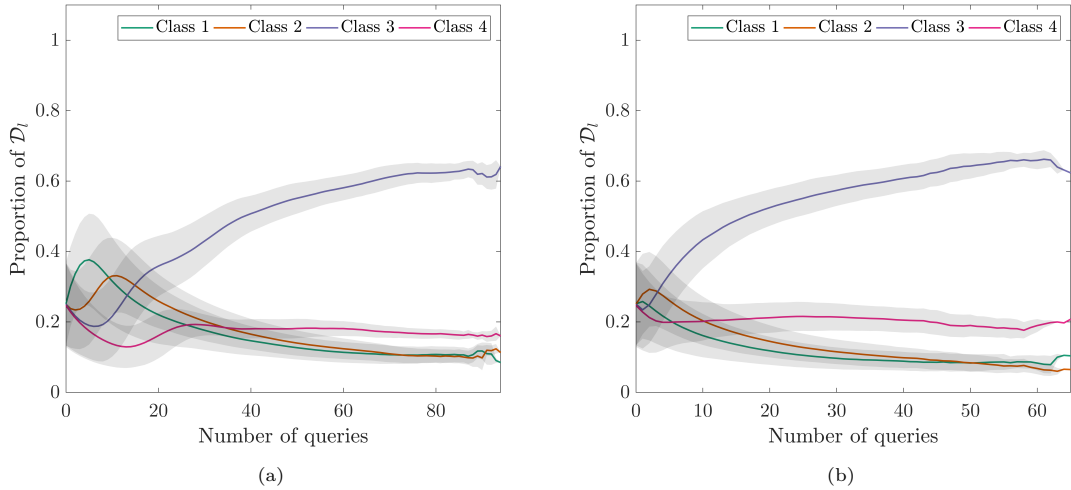 Class 1 Class 2 Class 3 Class 4
1
0.8
0.6
0.4
0.2
0
0 20 40 60 80
Proportion of 𝒟ₗ
Number of queries
(a)
Class 1 Class 2 Class 3 Class 4
1
0.8
0.6
0.4
0.2
0
0 10 20 30 40 50 60
Proportion of 𝒟ₗ
Number of queries
(b)